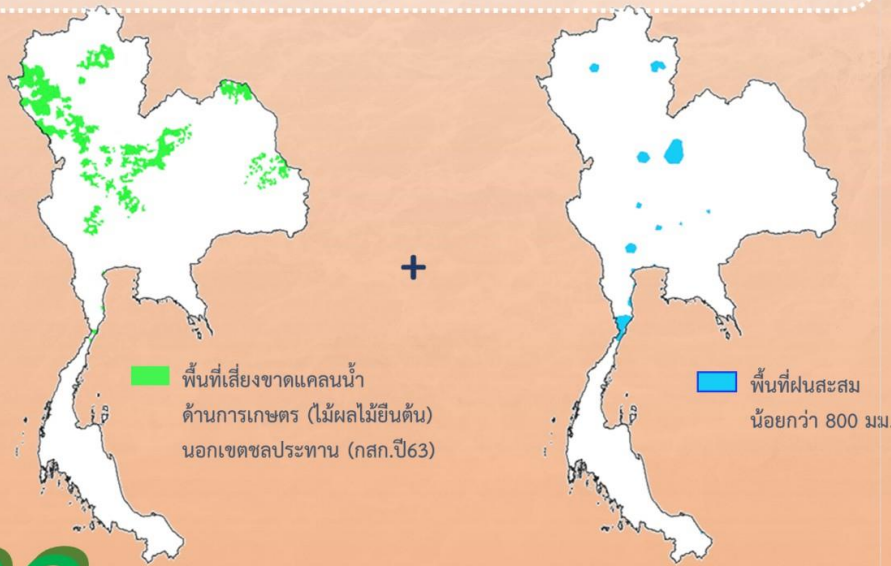 +
พื้นที่เสี่ยงขาดแคลนน้ำ
ด้านการเกษตร (ไม้ผลไม้ยืนต้น)
นอกเขตชลประทาน (กสก.ปี63)
พื้นที่ฝนสะสม
น้อยกว่า 800 มม.